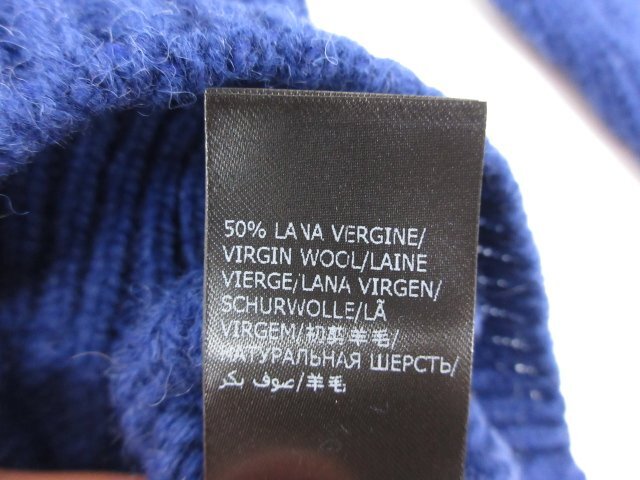 50% LANA VERGINE/
VIRGIN WOOL/LAINE
VIERGE/LANA VIRGEN/
SCHURWOLLE/LÃ
VIRGEM/初剪羊毛/
НАТУРАЛЬНАЯ ШЕРСТЬ/
صوف بكر/羊毛